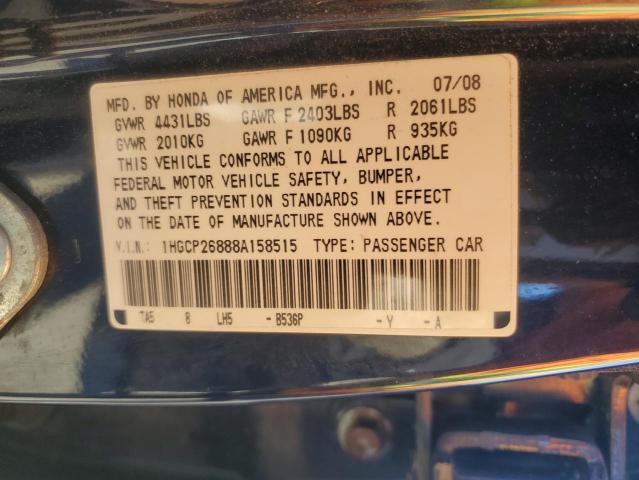 MFD. BY HONDA OF AMERICA MFG., INC. 07/08
GVWR 4431LBS GAWR F 2403LBS R 2061LBS
GVWR 2010KG GAWR F 1090KG R 935KG
THIS VEHICLE CONFORMS TO ALL APPLICABLE
FEDERAL MOTOR VEHICLE SAFETY, BUMPER,
AND THEFT PREVENTION STANDARDS IN EFFECT
ON THE DATE OF MANUFACTURE SHOWN ABOVE.
V.I.N.: 1HGCP26888A158515 TYPE: PASSENGER CAR
TA5 8 LH5 - B536P - Y - A